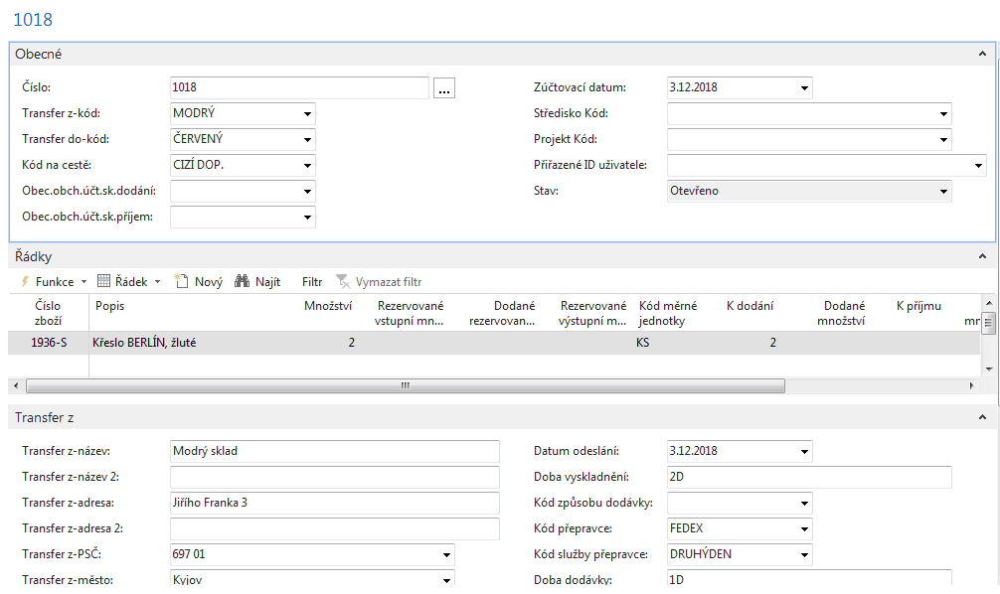 1018
Obecné
Číslo: 1018 ... Zúčtovací datum: 3.12.2018
Transfer z-kód: MODRÝ Středisko Kód:
Transfer do-kód: ČERVENÝ Projekt Kód:
Kód na cestě: CIZÍ DOP. Přiřazené ID uživatele:
Obec.obch.účt.sk.dodání: Stav: Otevřeno
Obec.obch.účt.sk.příjem:
Řádky
Funkce Řádek Nový Najít Filtr Vymazat filtr
Číslo zboží Popis Množství Rezervované vstupní mn... Dodané rezervovan... Rezervované výstupní m... Kód měrné jednotky K dodání Dodané množství K příjmu
1936-S Křeslo BERLÍN, žluté 2 KS 2
Transfer z
Transfer z-název: Modrý sklad Datum odeslání: 3.12.2018
Transfer z-název 2: Doba vyskladnění: 2D
Transfer z-adresa: Jiřího Franka 3 Kód způsobu dodávky:
Transfer z-adresa 2: Kód přepravce: FEDEX
Transfer z-PSČ: 697 01 Kód služby přepravce: DRUHÝDEN
Transfer z-město: Kyjov Doba dodávky: 1D